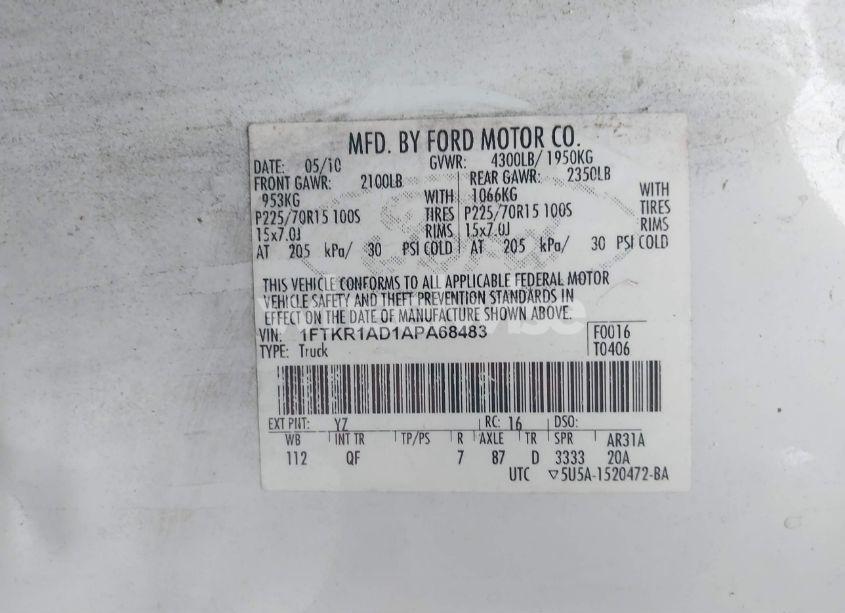 MFD. BY FORD MOTOR CO.
DATE: 05/10 GVWR: 4300LB/ 1950KG
FRONT GAWR: 2100LB REAR GAWR: 2350LB
953KG WITH 1066KG WITH
P225/70R15 100S TIRES P225/70R15 100S TIRES
15x7.0J RIMS 15x7.0J RIMS
AT 205 kPa/ 30 PSI COLD AT 205 kPa/ 30 PSI COLD
THIS VEHICLE CONFORMS TO ALL APPLICABLE FEDERAL MOTOR
VEHICLE SAFETY AND THEFT PREVENTION STANDARDS IN
EFFECT ON THE DATE OF MANUFACTURE SHOWN ABOVE.
VIN: 1FTKR1AD1APA68483 F0016
TYPE: Truck T0406
EXT PNT: YZ RC: 16 DSO:
WB INT TR TP/PS R AXLE TR SPR AR31A
112 QF 7 87 D 3333 20A
UTC ▽5U5A-1520472-BA